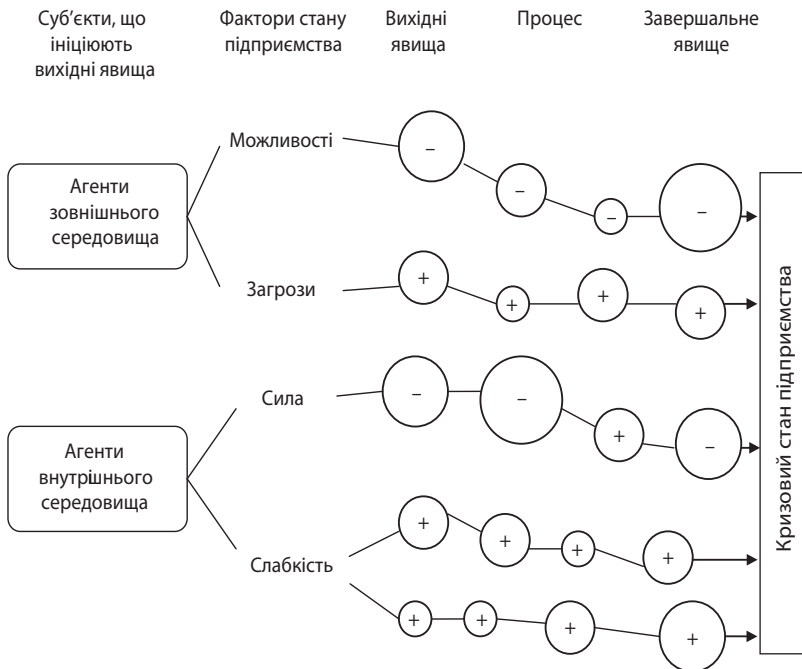 Суб’єкти, що
ініціюють
вихідні явища
Фактори стану
підприємства
Вихідні
явища
Процес
Завершальне
явище
Агенти
зовнішнього
середовища
Можливості
–
–
–
–
Загрози
+
+
+
+
Агенти
внутрішнього
середовища
Сила
–
–
+
–
Слабкість
+
+
+
+
+
+
+
+
Кризовий стан підприємства